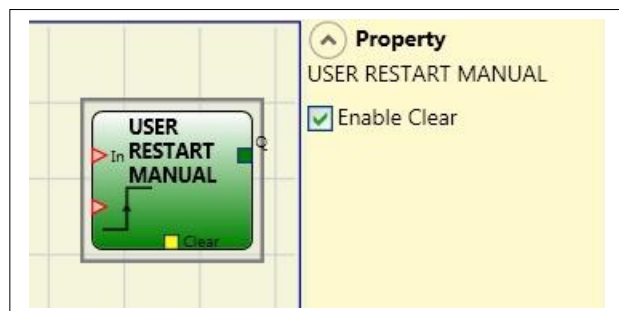 Property
USER RESTART MANUAL
Enable Clear
USER
RESTART
MANUAL
In
Q
Clear